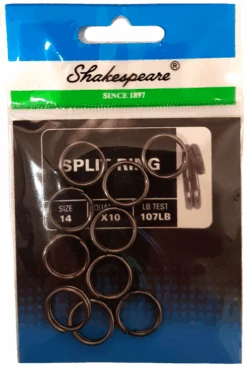 Shakespeare®
SINCE 1897
SPLIT RING
SIZE
LB TEST
14
X10
107LB